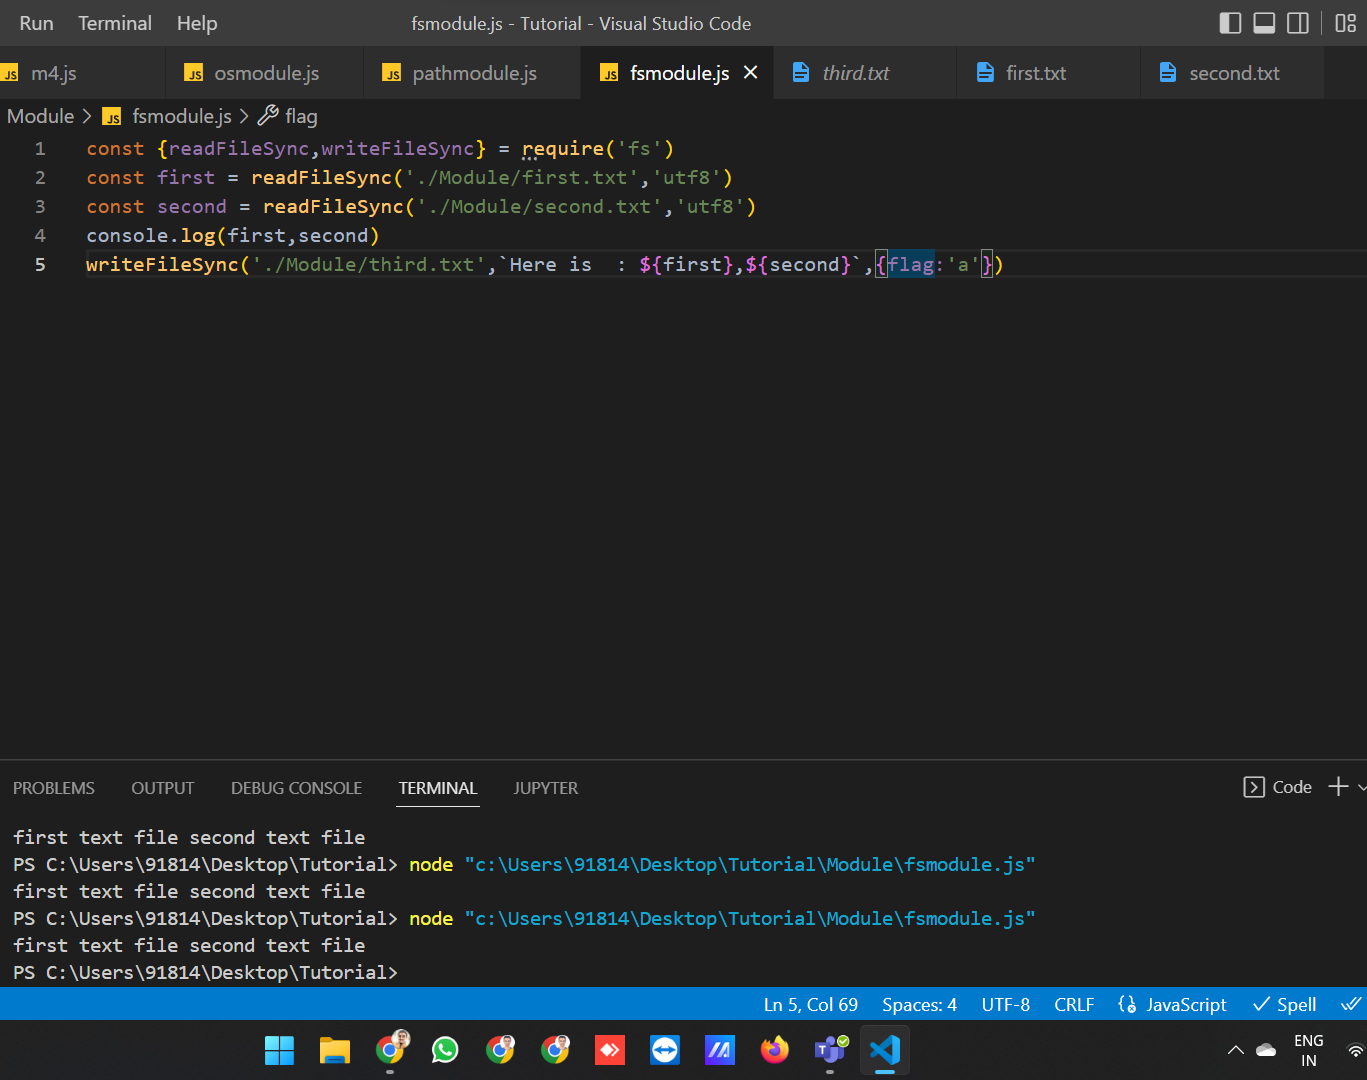 Run Terminal Help fsmodule.js - Tutorial - Visual Studio Code
JS m4.js JS osmodule.js JS pathmodule.js JS fsmodule.js third.txt first.txt second.txt
Module > JS fsmodule.js > flag
1 const {readFileSync,writeFileSync} = require('fs')
2 const first = readFileSync('./Module/first.txt','utf8')
3 const second = readFileSync('./Module/second.txt','utf8')
4 console.log(first,second)
5 writeFileSync('./Module/third.txt',`Here is  : ${first},${second}`,{flag:'a'})
PROBLEMS OUTPUT DEBUG CONSOLE TERMINAL JUPYTER Code
first text file second text file
PS C:\Users\91814\Desktop\Tutorial> node "c:\Users\91814\Desktop\Tutorial\Module\fsmodule.js"
first text file second text file
PS C:\Users\91814\Desktop\Tutorial> node "c:\Users\91814\Desktop\Tutorial\Module\fsmodule.js"
first text file second text file
PS C:\Users\91814\Desktop\Tutorial>
Ln 5, Col 69 Spaces: 4 UTF-8 CRLF JavaScript Spell
ENG
IN